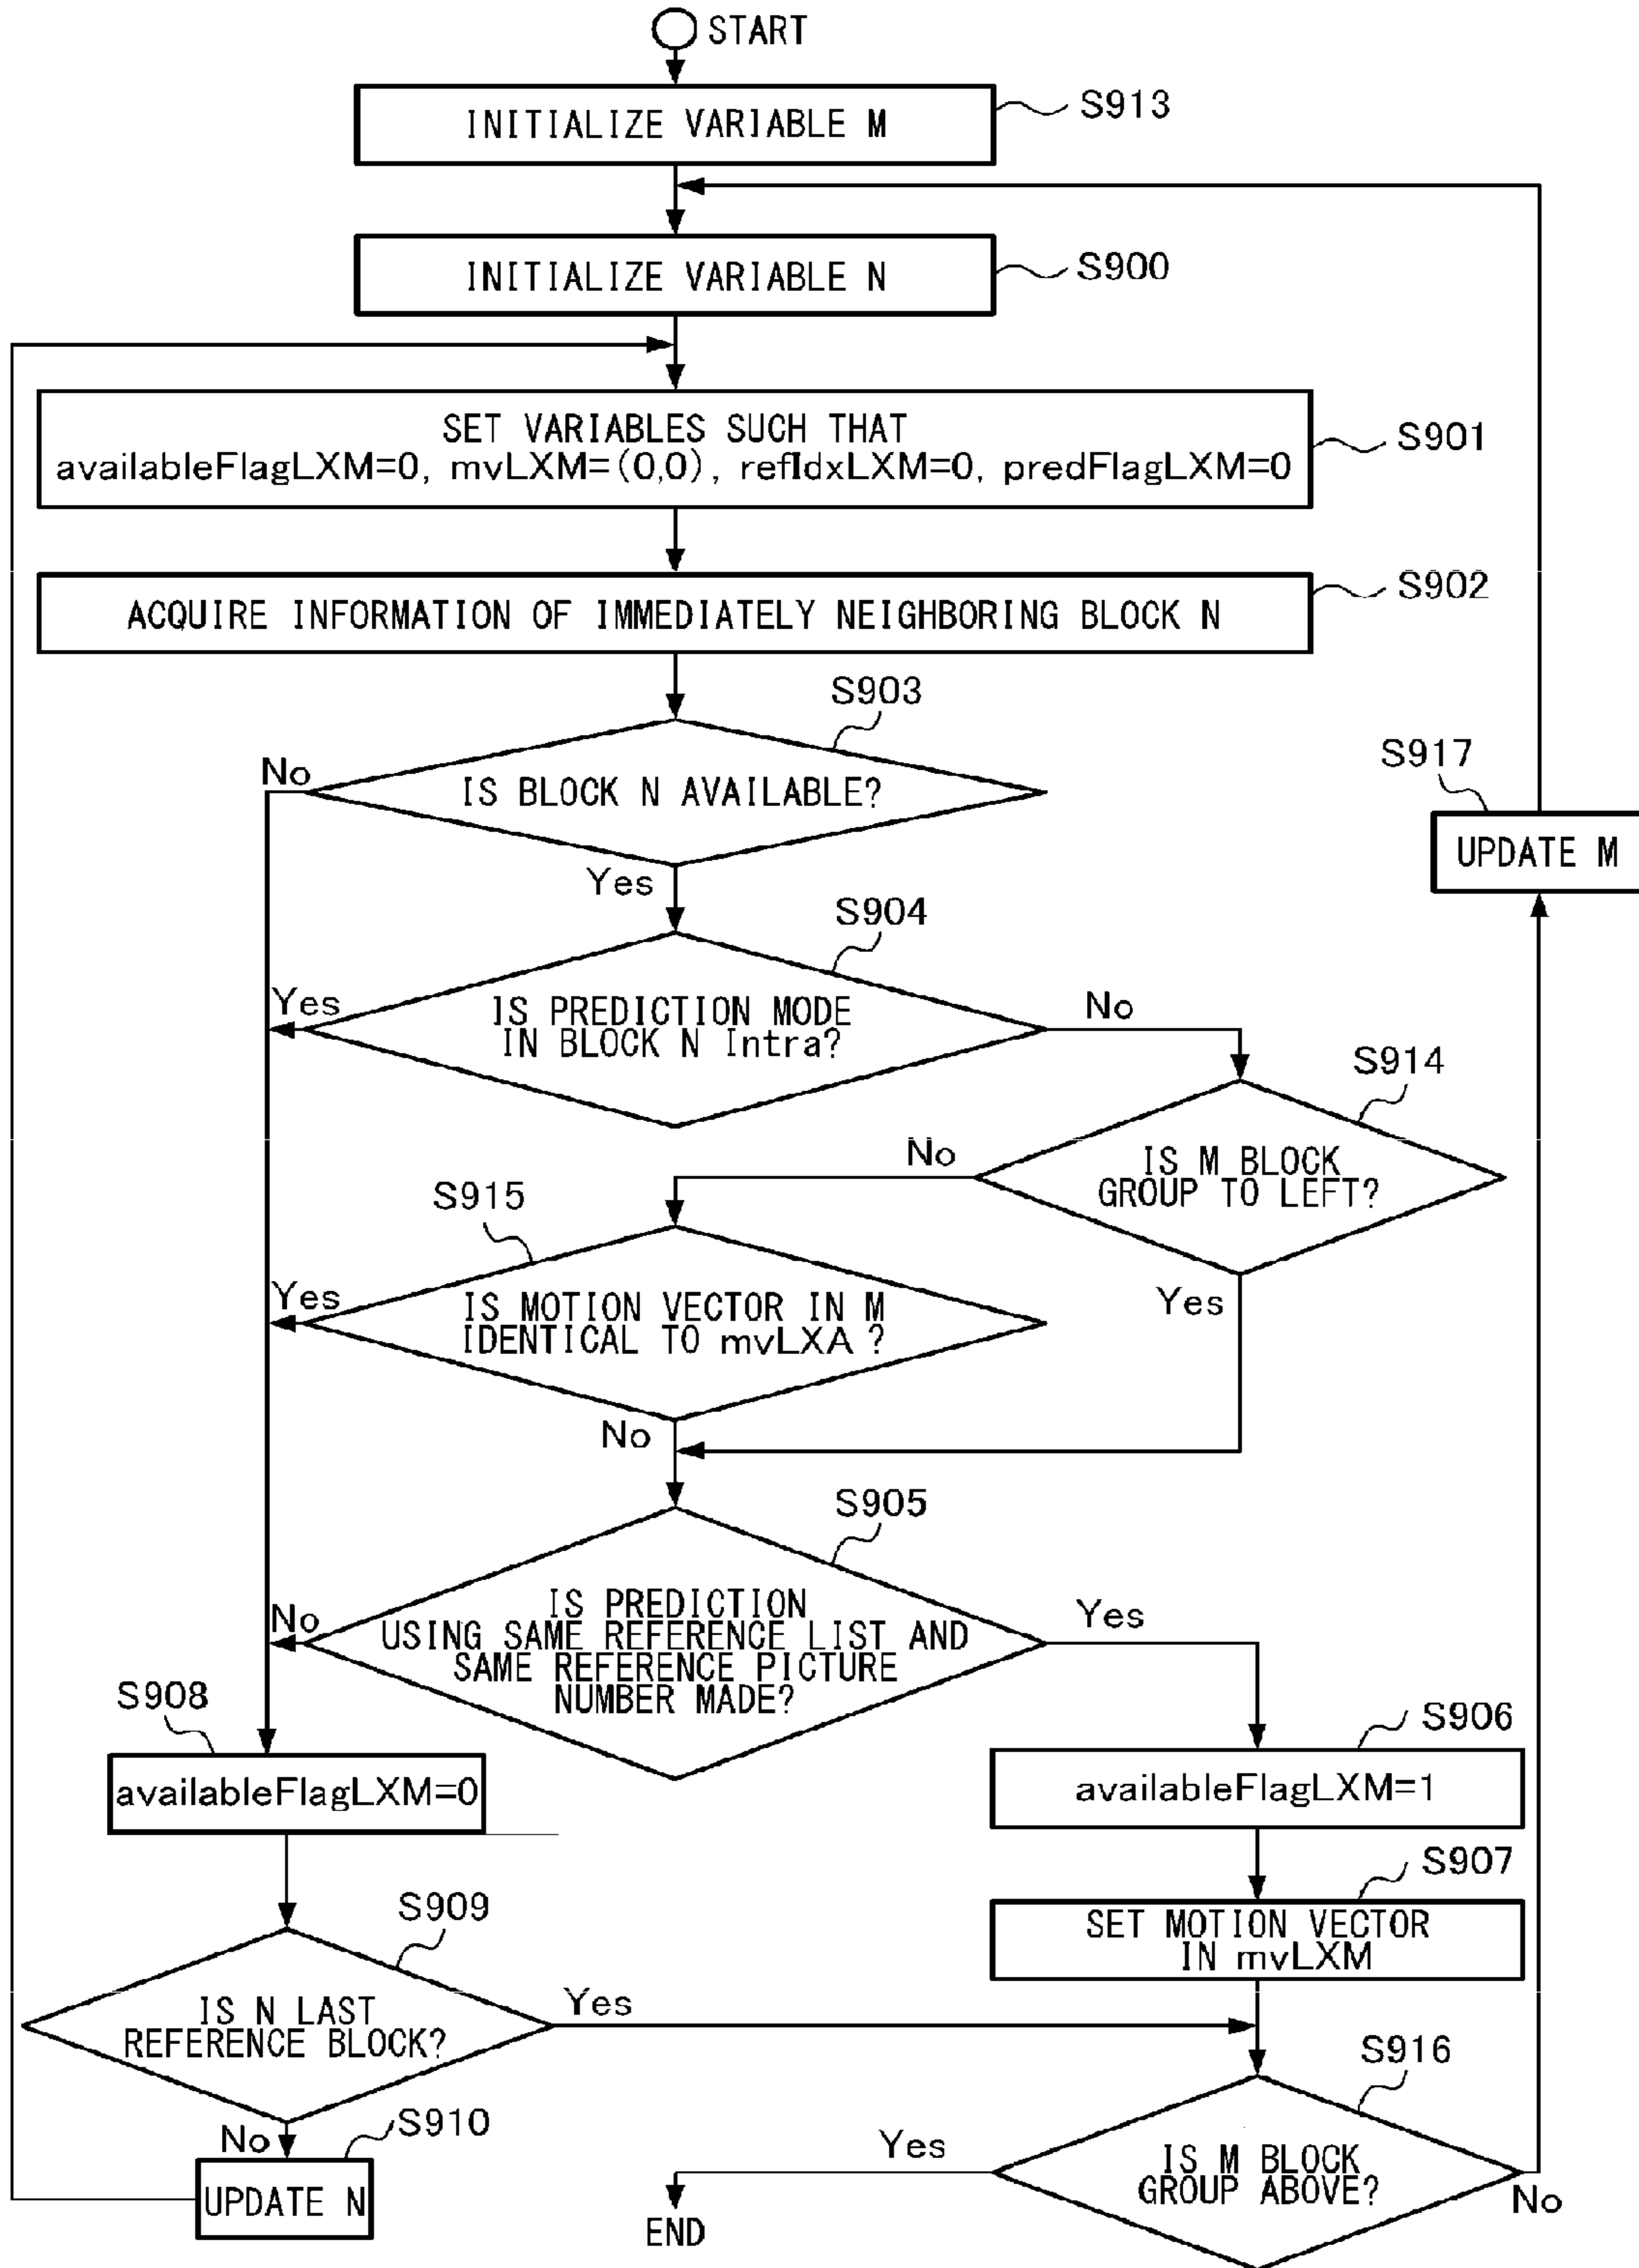 START
INITIALIZE VARIABLE M
S913
INITIALIZE VARIABLE N
S900
SET VARIABLES SUCH THAT
availableFlagLXM=0, mvLXM=(0,0), refIdxLXM=0, predFlagLXM=0
S901
ACQUIRE INFORMATION OF IMMEDIATELY NEIGHBORING BLOCK N
S902
S903
No
IS BLOCK N AVAILABLE?
Yes
S917
UPDATE M
S904
Yes
IS PREDICTION MODE
IN BLOCK N Intra?
No
S914
No
IS M BLOCK
GROUP TO LEFT?
Yes
S915
Yes
IS MOTION VECTOR IN M
IDENTICAL TO mvLXA ?
No
S905
No
IS PREDICTION
USING SAME REFERENCE LIST AND
SAME REFERENCE PICTURE
NUMBER MADE?
Yes
S908
availableFlagLXM=0
S906
availableFlagLXM=1
S907
SET MOTION VECTOR
IN mvLXM
S909
IS N LAST
REFERENCE BLOCK?
Yes
No
S910
UPDATE N
S916
Yes
IS M BLOCK
GROUP ABOVE?
No
END